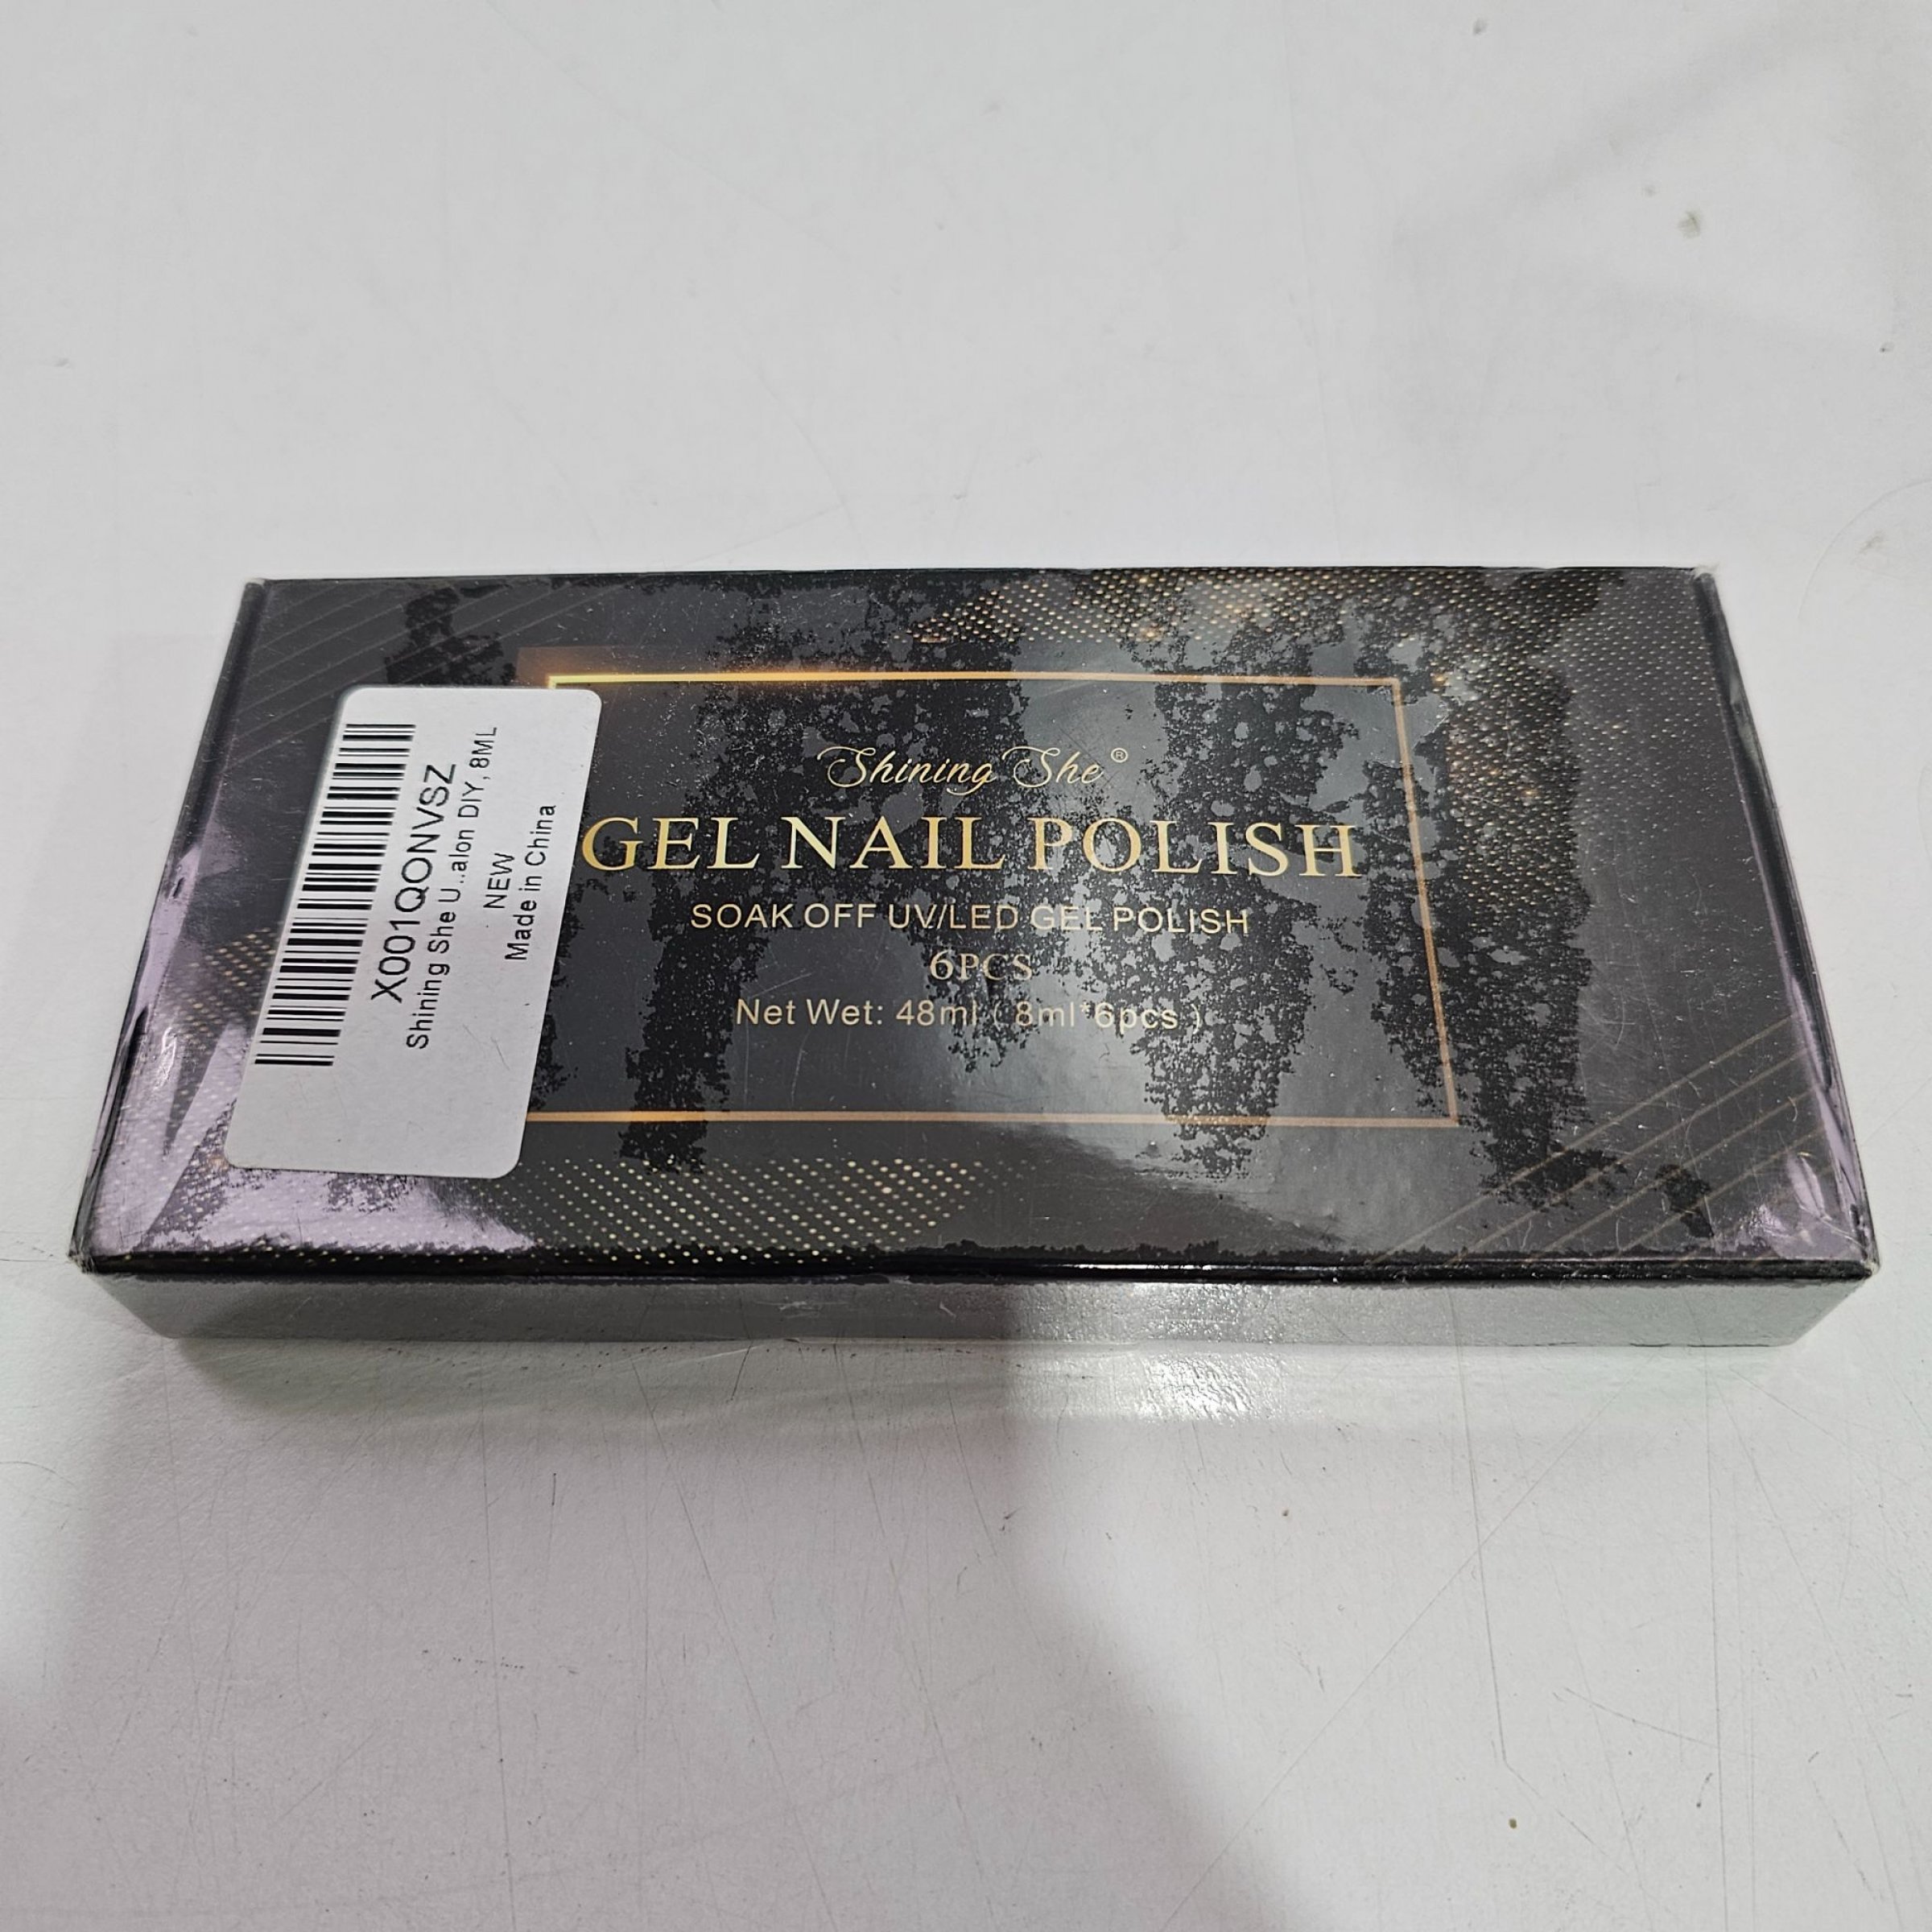 Shining She®
GEL NAIL POLISH
SOAK OFF UV/LED GEL POLISH
6PCS
Net Wet: 48ml ( 8ml*6pcs )
X001QONVSZ
Shining She U...alon DIY, 8ML
NEW
Made in China